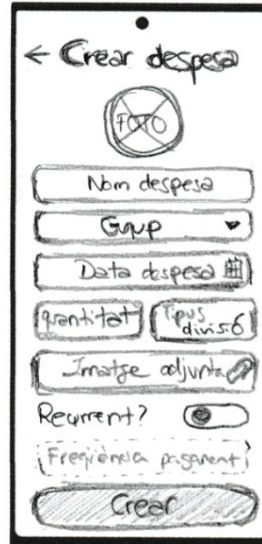 ← Crear despesa
FOTO
Nom despesa
Grup
Data despesa
Quantitat
Tipus
divisió
Imatge adjunta
Recurrent?
Freqüència pagament
Crear